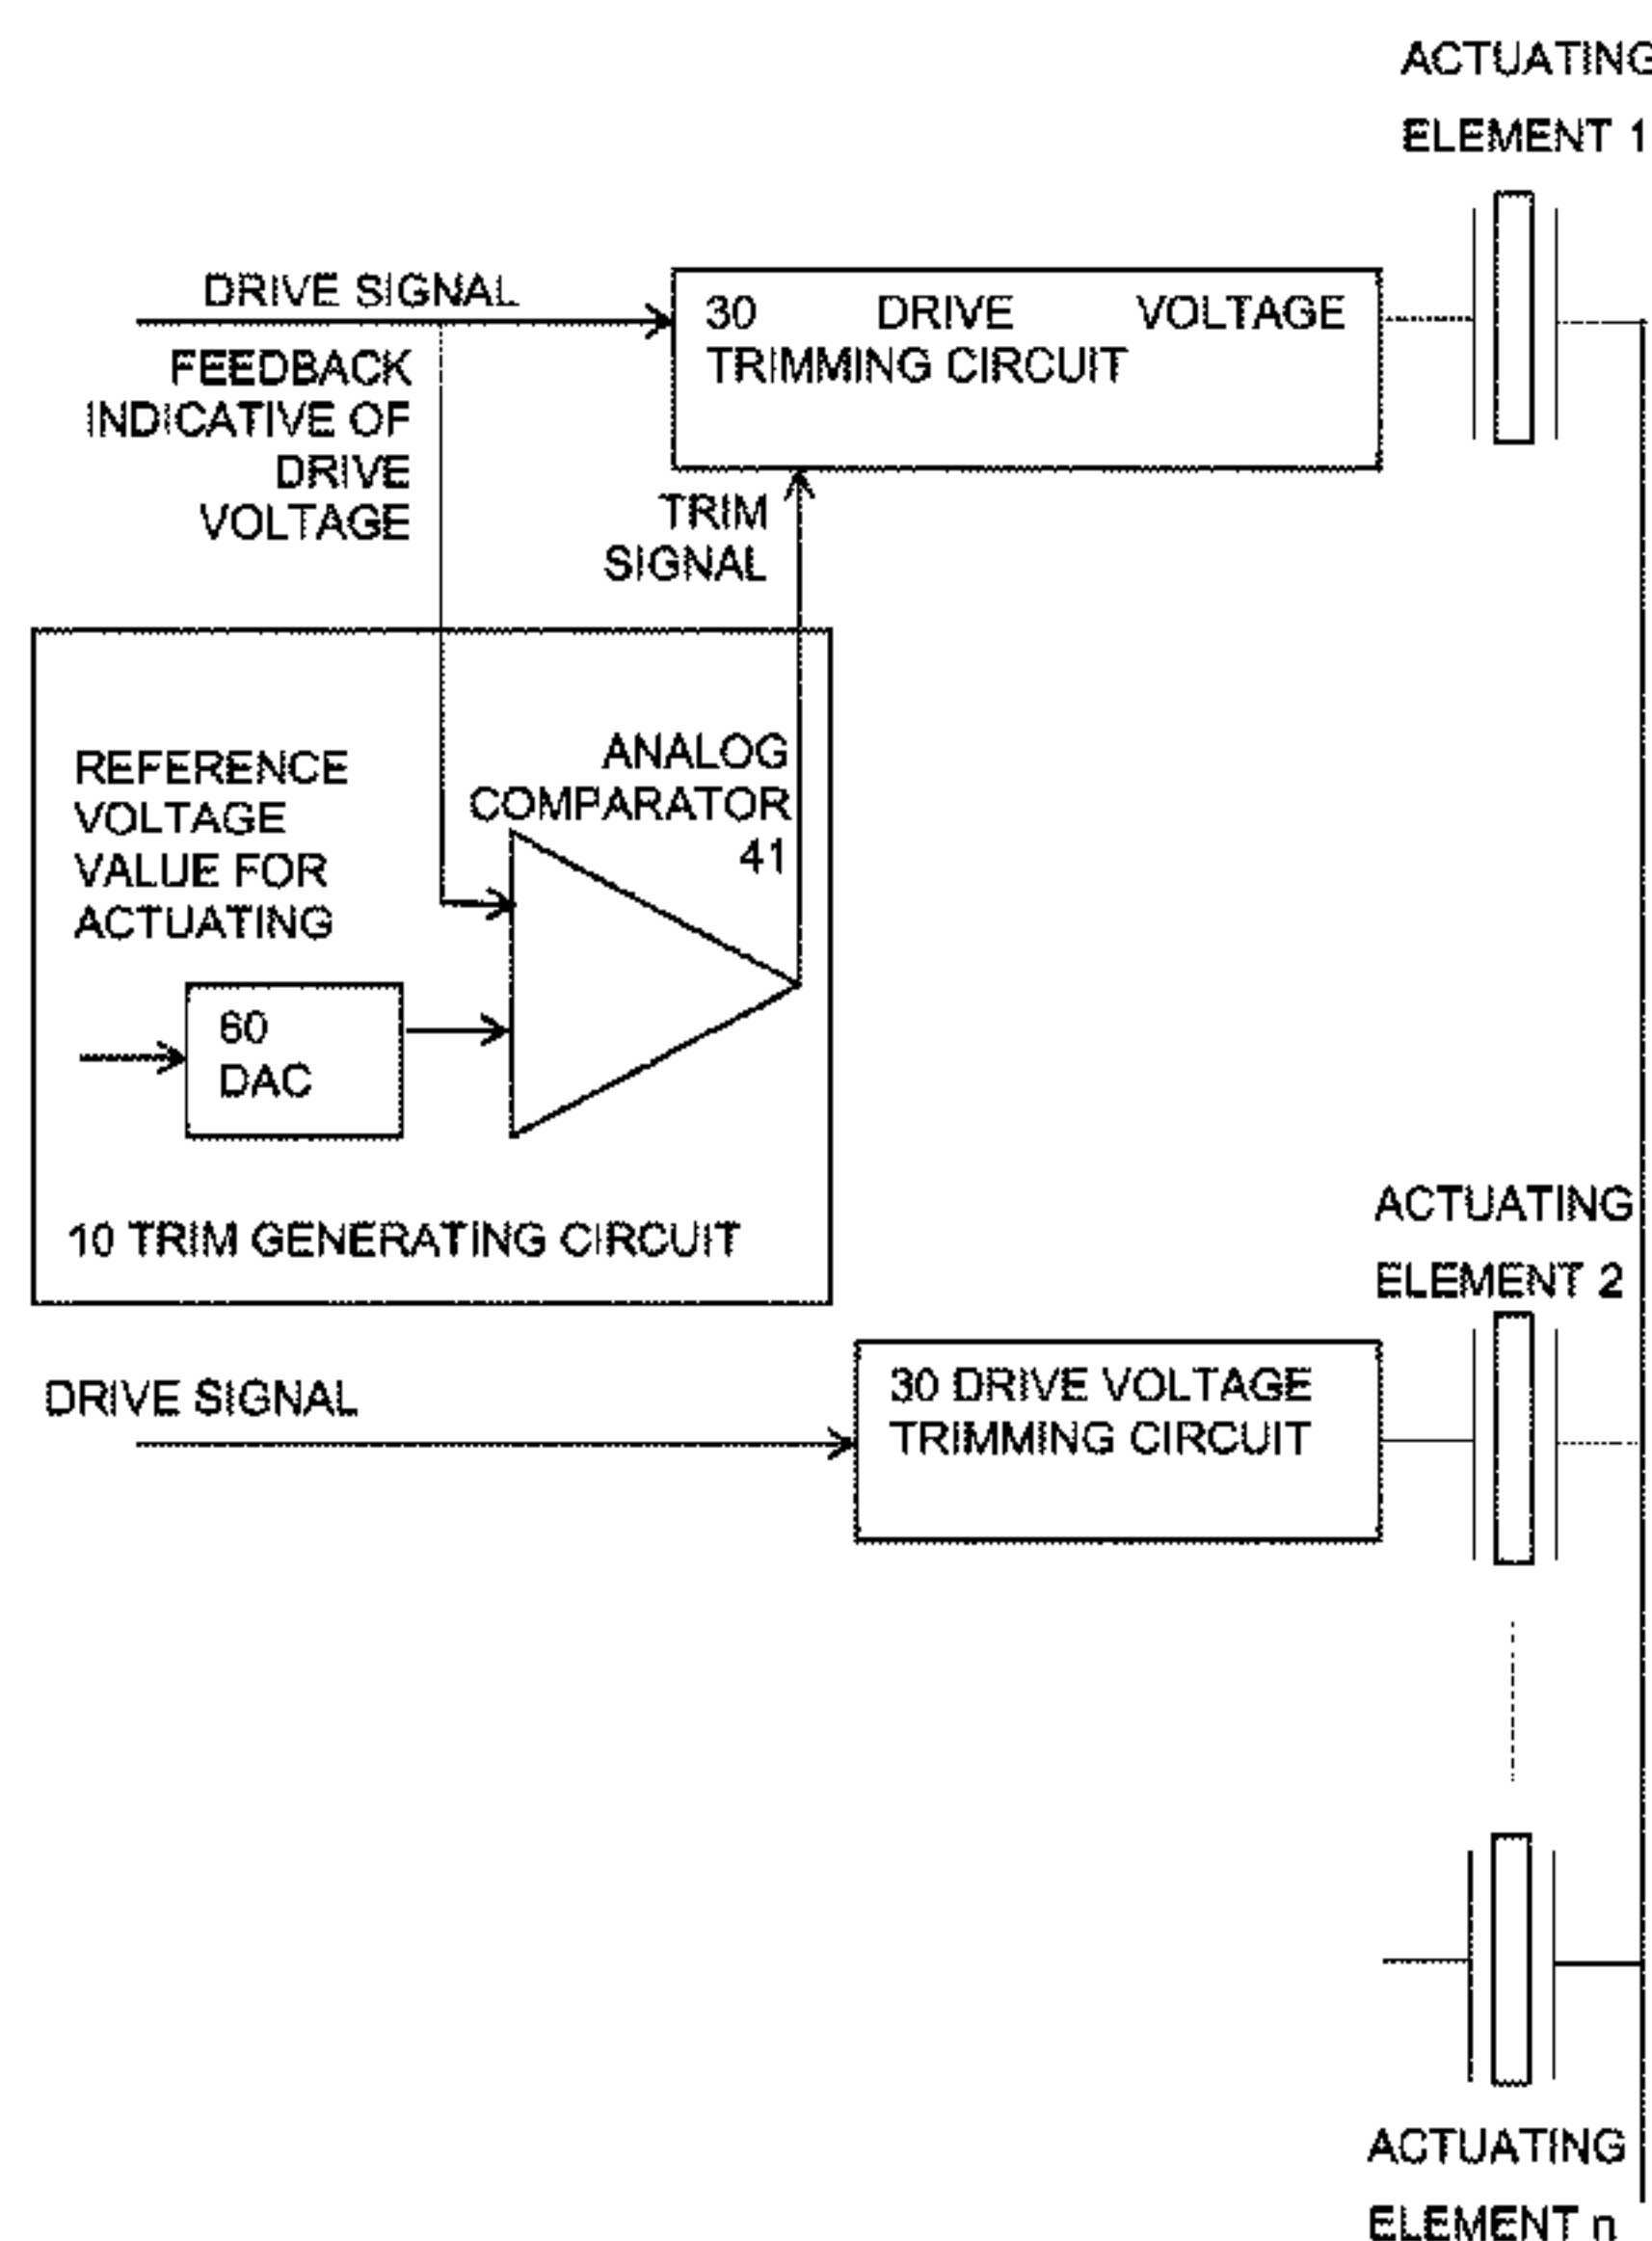 ACTUATING
ELEMENT 1
DRIVE SIGNAL
30 DRIVE VOLTAGE
TRIMMING CIRCUIT
FEEDBACK
INDICATIVE OF
DRIVE
VOLTAGE
TRIM
SIGNAL
REFERENCE
VOLTAGE
VALUE FOR
ACTUATING
ANALOG
COMPARATOR
41
60
DAC
10 TRIM GENERATING CIRCUIT
ACTUATING
ELEMENT 2
DRIVE SIGNAL
30 DRIVE VOLTAGE
TRIMMING CIRCUIT
ACTUATING
ELEMENT n